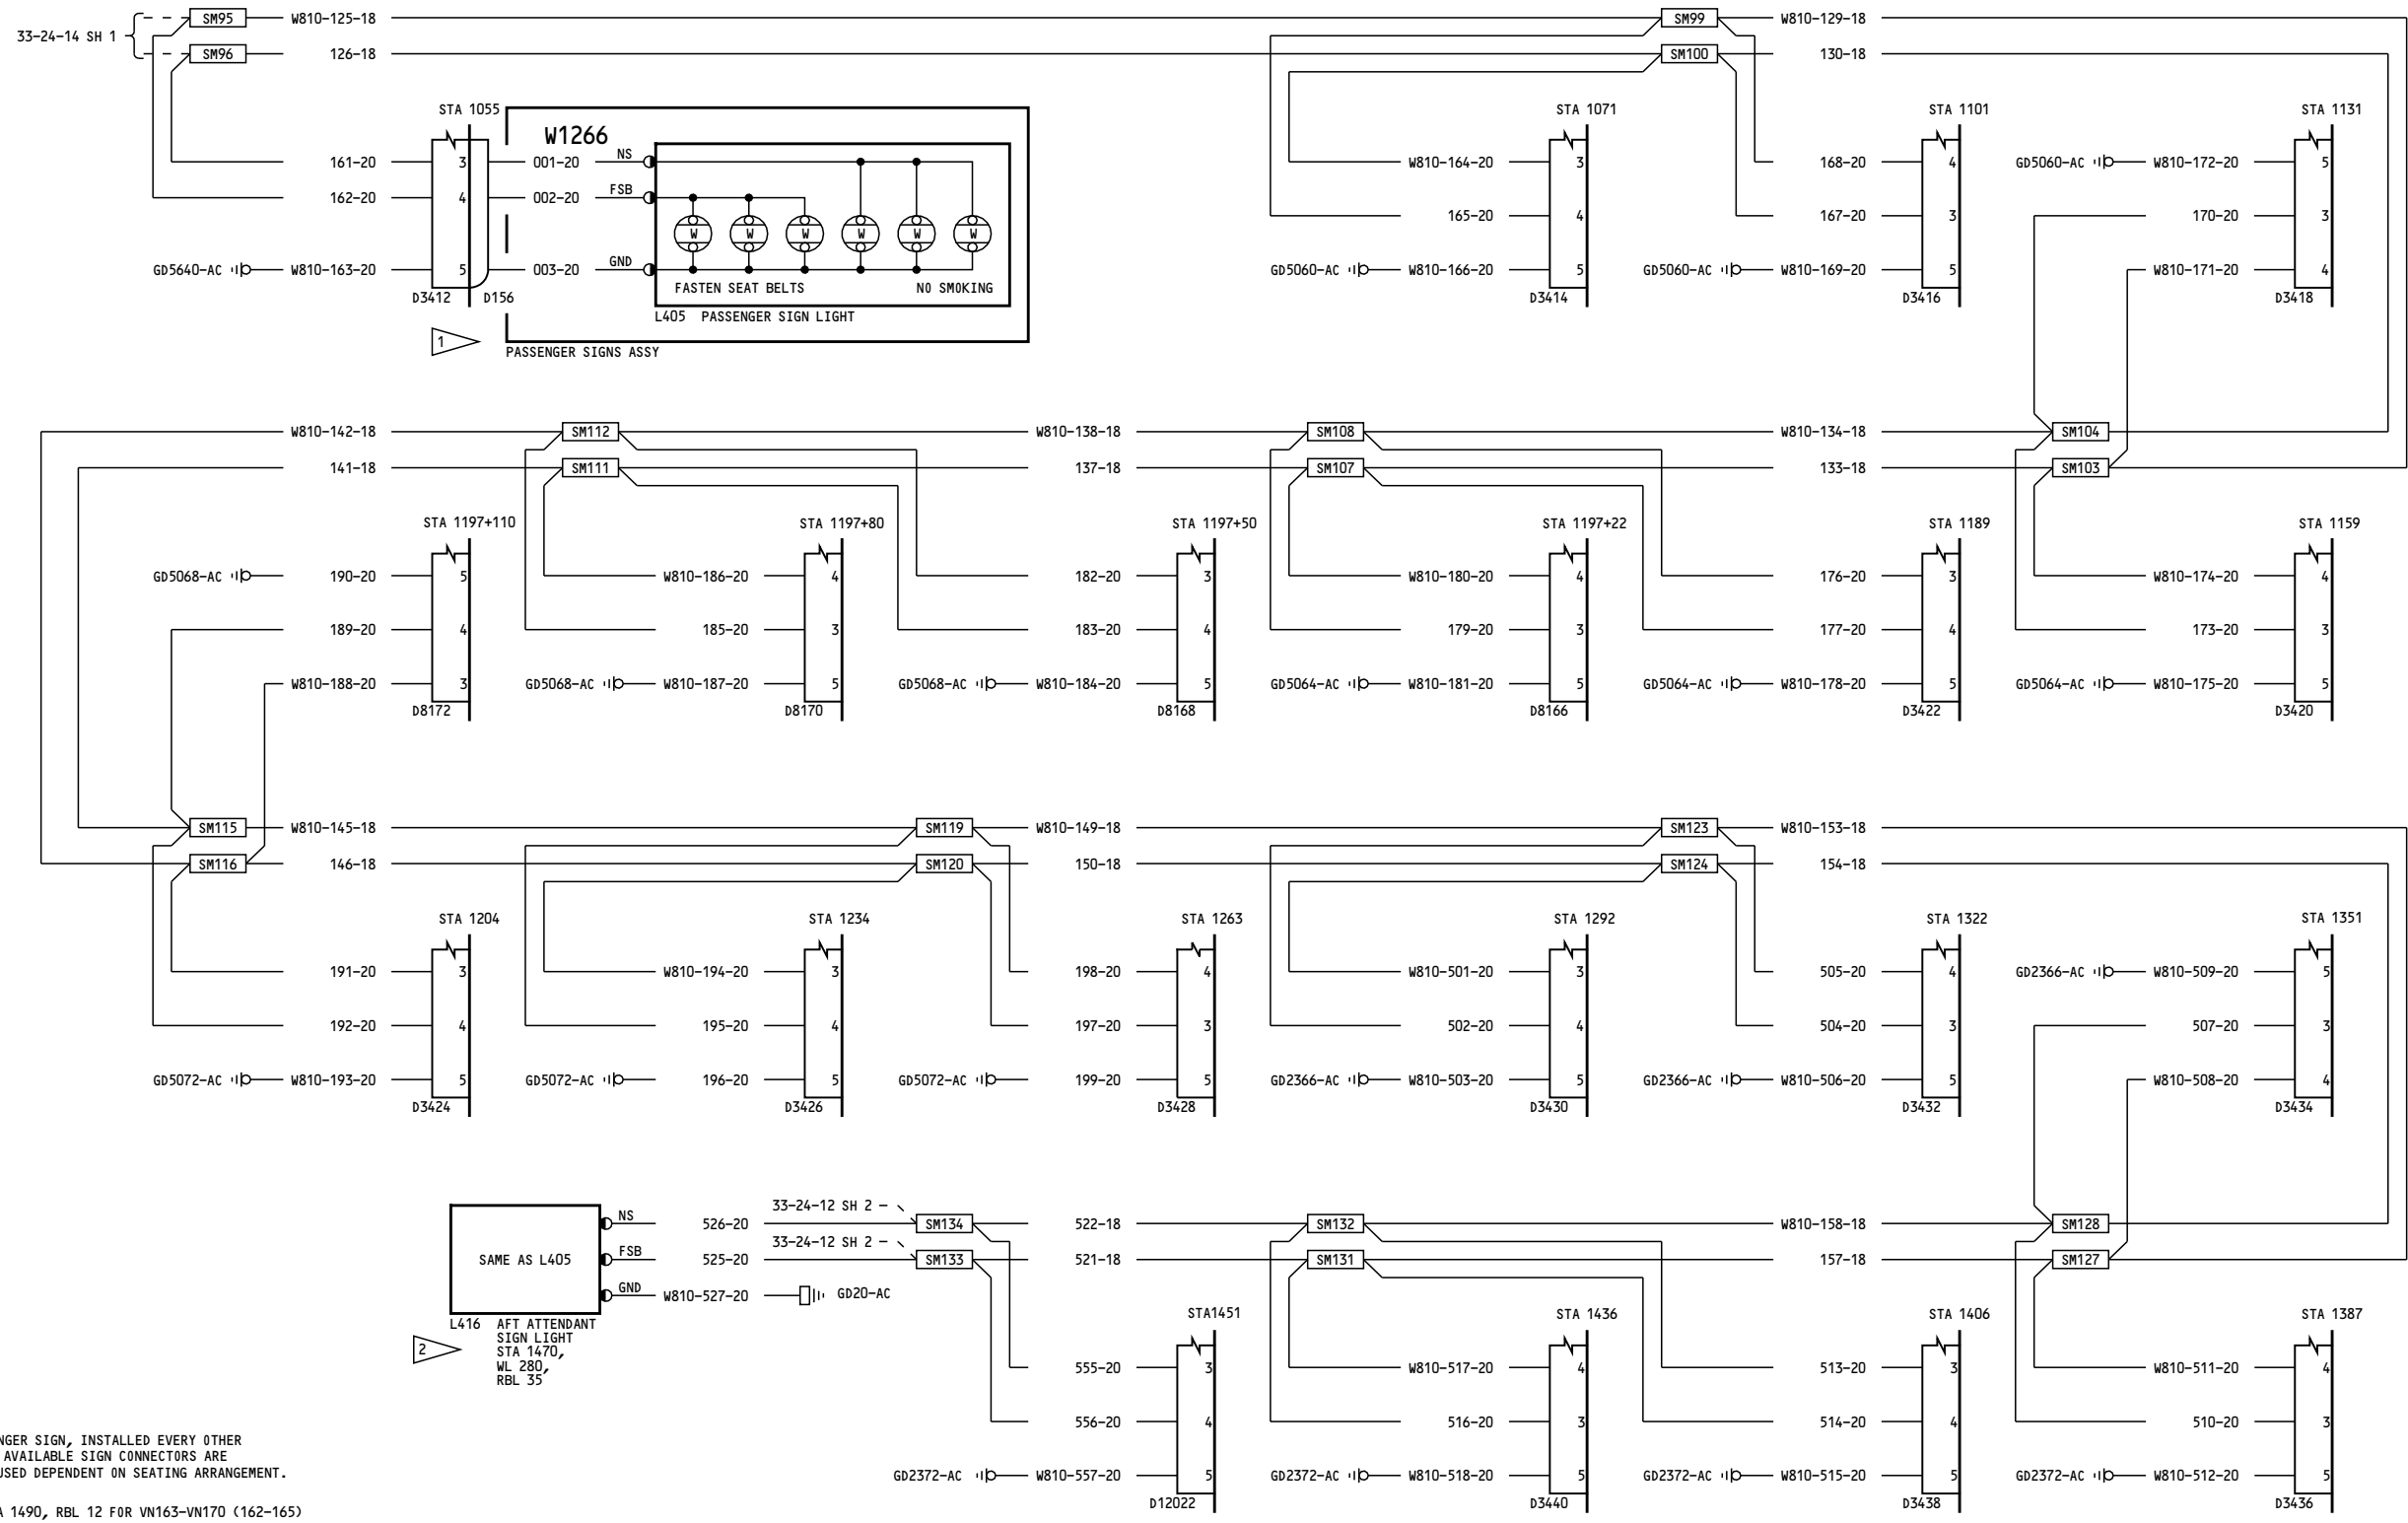 SM95 W810-125-18 SM99 W810-129-18
33-24-14 SH 1
SM96 126-18 SM100 130-18
STA 1055 STA 1071 STA 1101 STA 1131
W1266
161-20 3 001-20 NS W810-164-20 3 168-20 4 GD5060-AC W810-172-20 5
162-20 4 002-20 FSB
W W W W W W
165-20 4 167-20 3 170-20 3
GD5640-AC W810-163-20 5 003-20 GND GD5060-AC W810-166-20 5 GD5060-AC W810-169-20 5 W810-171-20 4
FASTEN SEAT BELTS NO SMOKING
D3412 D156 D3414 D3416 D3418
L405 PASSENGER SIGN LIGHT
1
PASSENGER SIGNS ASSY
W810-142-18 SM112 W810-138-18 SM108 W810-134-18 SM104
141-18 SM111 137-18 SM107 133-18 SM103
STA 1197+110 STA 1197+80 STA 1197+50 STA 1197+22 STA 1189 STA 1159
GD5068-AC 190-20 5 W810-186-20 4 182-20 3 W810-180-20 4 176-20 3 W810-174-20 4
189-20 4 185-20 3 183-20 4 179-20 3 177-20 4 173-20 3
W810-188-20 3 GD5068-AC W810-187-20 5 GD5068-AC W810-184-20 5 GD5064-AC W810-181-20 5 GD5064-AC W810-178-20 5 GD5064-AC W810-175-20 5
D8172 D8170 D8168 D8166 D3422 D3420
SM115 W810-145-18 SM119 W810-149-18 SM123 W810-153-18
SM116 146-18 SM120 150-18 SM124 154-18
STA 1204 STA 1234 STA 1263 STA 1292 STA 1322 STA 1351
191-20 3 W810-194-20 3 198-20 4 W810-501-20 3 505-20 4 GD2366-AC W810-509-20 5
192-20 4 195-20 4 197-20 3 502-20 4 504-20 3 507-20 3
GD5072-AC W810-193-20 5 GD5072-AC 196-20 5 GD5072-AC 199-20 5 GD2366-AC W810-503-20 5 GD2366-AC W810-506-20 5 W810-508-20 4
D3424 D3426 D3428 D3430 D3432 D3434
33-24-12 SH 2
NS 526-20 SM134 522-18 SM132 W810-158-18 SM128
33-24-12 SH 2
SAME AS L405 FSB 525-20 SM133 521-18 SM131 157-18 SM127
GND W810-527-20 GD20-AC
L416 AFT ATTENDANT
SIGN LIGHT
STA 1470,
WL 280,
RBL 35
2
STA1451 STA 1436 STA 1406 STA 1387
555-20 3 W810-517-20 4 513-20 3 W810-511-20 4
556-20 4 516-20 3 514-20 4 510-20 3
GD2372-AC W810-557-20 5 GD2372-AC W810-518-20 5 GD2372-AC W810-515-20 5 GD2372-AC W810-512-20 5
D12022 D3440 D3438 D3436
NGER SIGN, INSTALLED EVERY OTHER
AVAILABLE SIGN CONNECTORS ARE
USED DEPENDENT ON SEATING ARRANGEMENT.
A 1490, RBL 12 FOR VN163-VN170 (162-165)